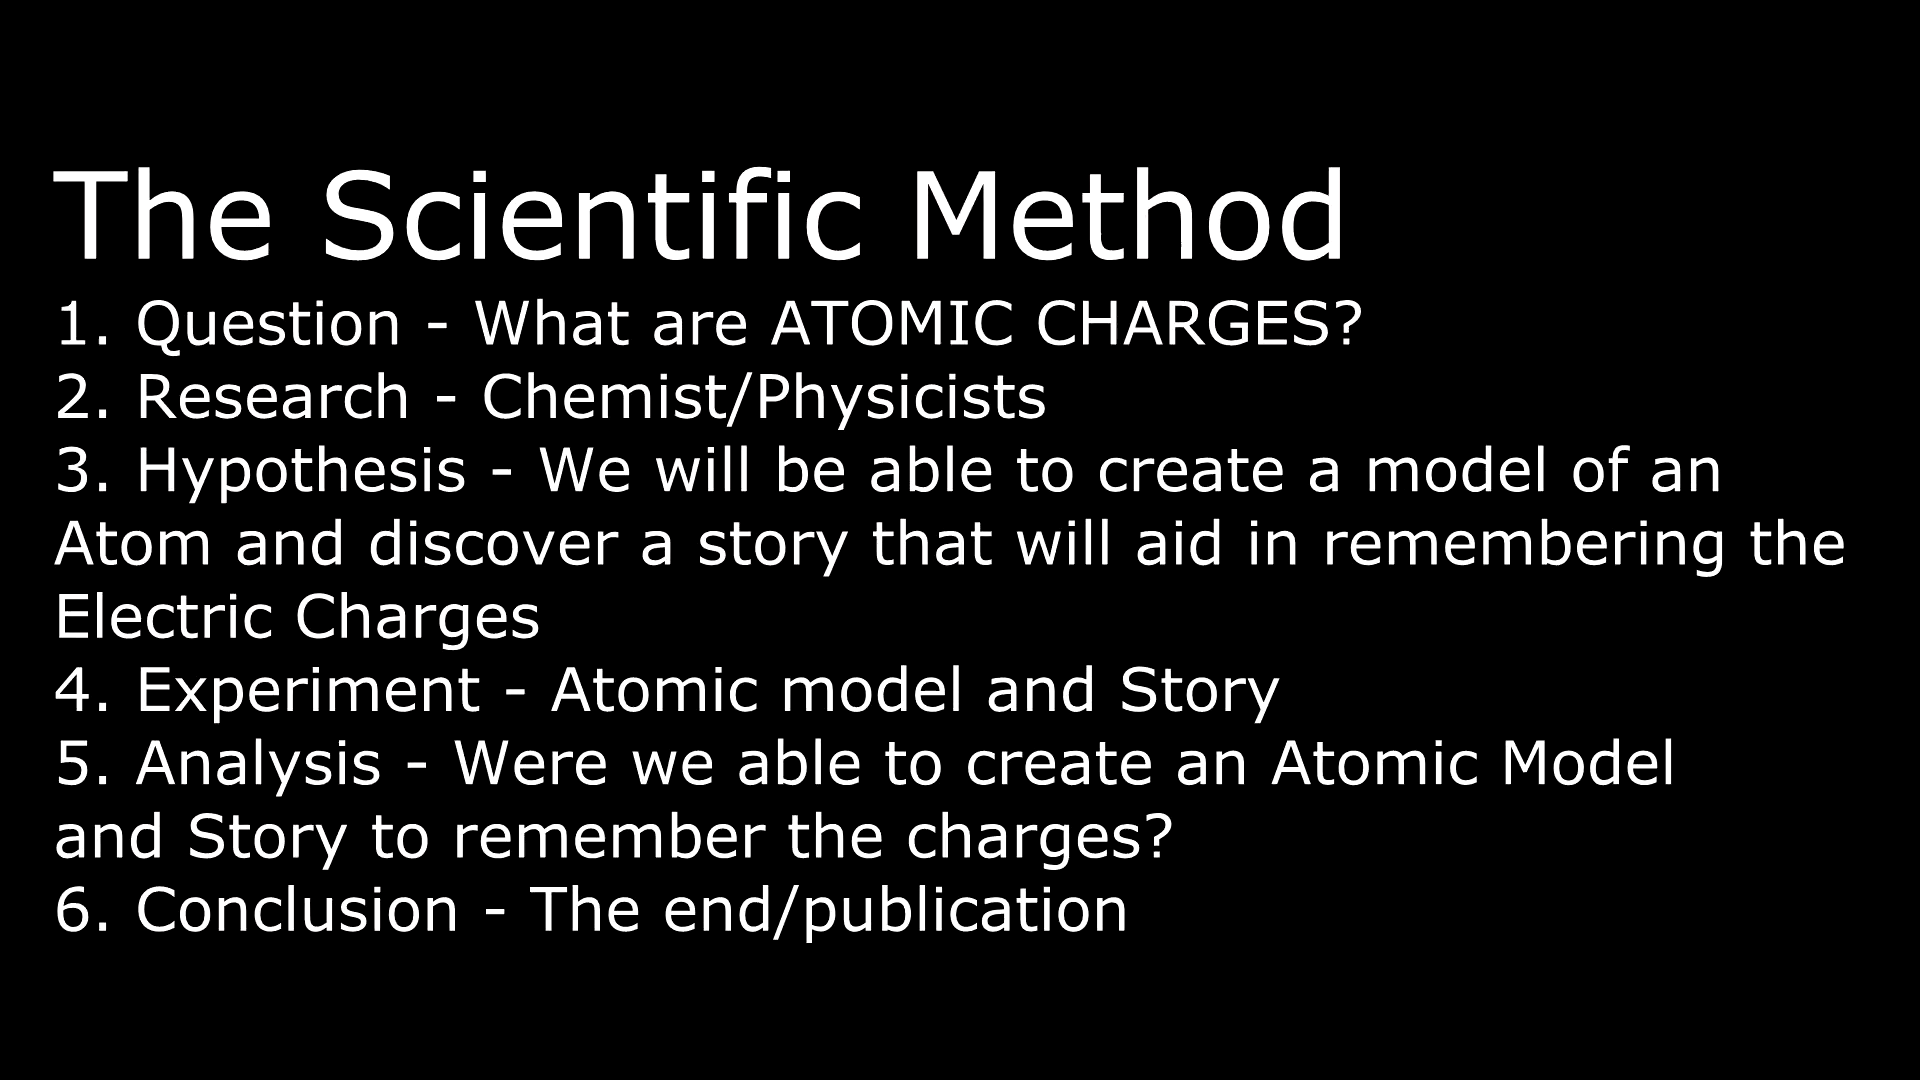 The Scientific Method
1. Question - What are ATOMIC CHARGES?
2. Research - Chemist/Physicists
3. Hypothesis - We will be able to create a model of an
Atom and discover a story that will aid in remembering the
Electric Charges
4. Experiment - Atomic model and Story
5. Analysis - Were we able to create an Atomic Model
and Story to remember the charges?
6. Conclusion - The end/publication